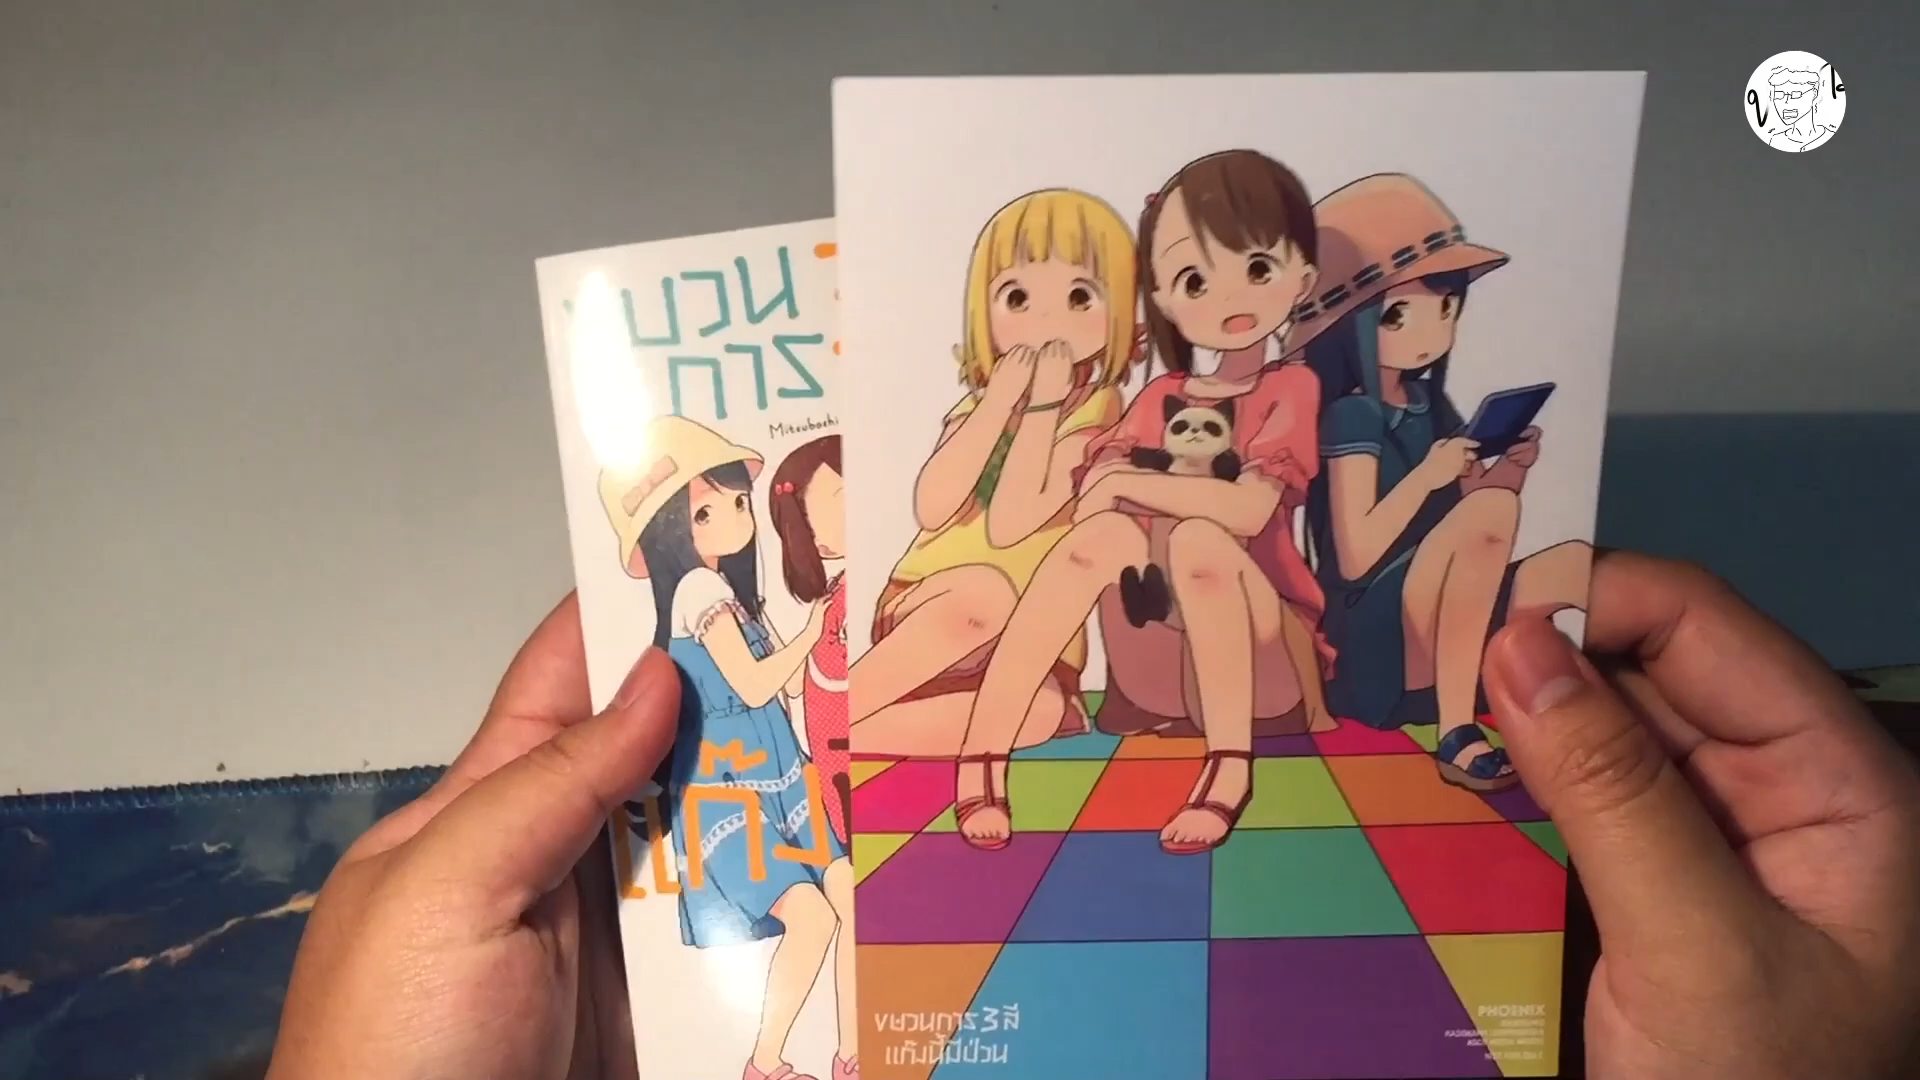 ขบวน
การ
Mitsuboshi
แก๊ง
ขบวนการ 3 สี
แก๊งนี้มีป่วน
PHOENIX